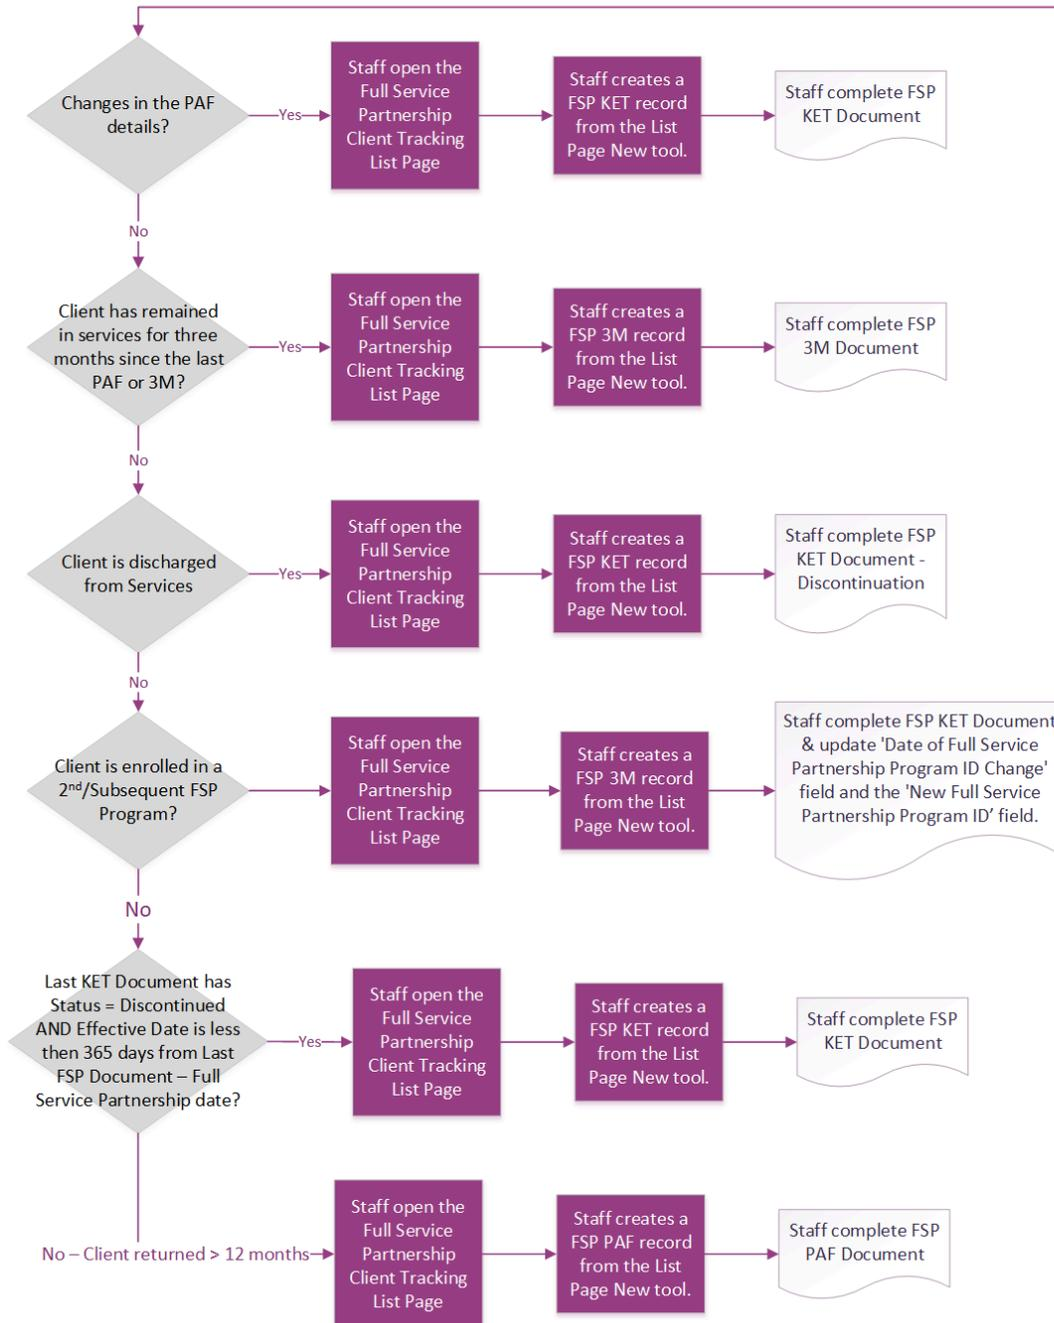 Changes in the PAF
details?
Yes
Staff open the
Full Service
Partnership
Client Tracking
List Page
Staff creates a
FSP KET record
from the List
Page New tool.
Staff complete FSP
KET Document
No
Client has remained
in services for three
months since the last
PAF or 3M?
Yes
Staff open the
Full Service
Partnership
Client Tracking
List Page
Staff creates a
FSP 3M record
from the List
Page New tool.
Staff complete FSP
3M Document
No
Client is discharged
from Services
Yes
Staff open the
Full Service
Partnership
Client Tracking
List Page
Staff creates a
FSP KET record
from the List
Page New tool.
Staff complete FSP
KET Document -
Discontinuation
No
Client is enrolled in a
2nd/Subsequent FSP
Program?
Staff open the
Full Service
Partnership
Client Tracking
List Page
Staff creates a
FSP 3M record
from the List
Page New tool.
Staff complete FSP KET Document
& update 'Date of Full Service
Partnership Program ID Change'
field and the 'New Full Service
Partnership Program ID’ field.
No
Last KET Document has
Status = Discontinued
AND Effective Date is less
then 365 days from Last
FSP Document – Full
Service Partnership date?
Yes
Staff open the
Full Service
Partnership
Client Tracking
List Page
Staff creates a
FSP KET record
from the List
Page New tool.
Staff complete FSP
KET Document
No – Client returned > 12 months
Staff open the
Full Service
Partnership
Client Tracking
List Page
Staff creates a
FSP PAF record
from the List
Page New tool.
Staff complete FSP
PAF Document